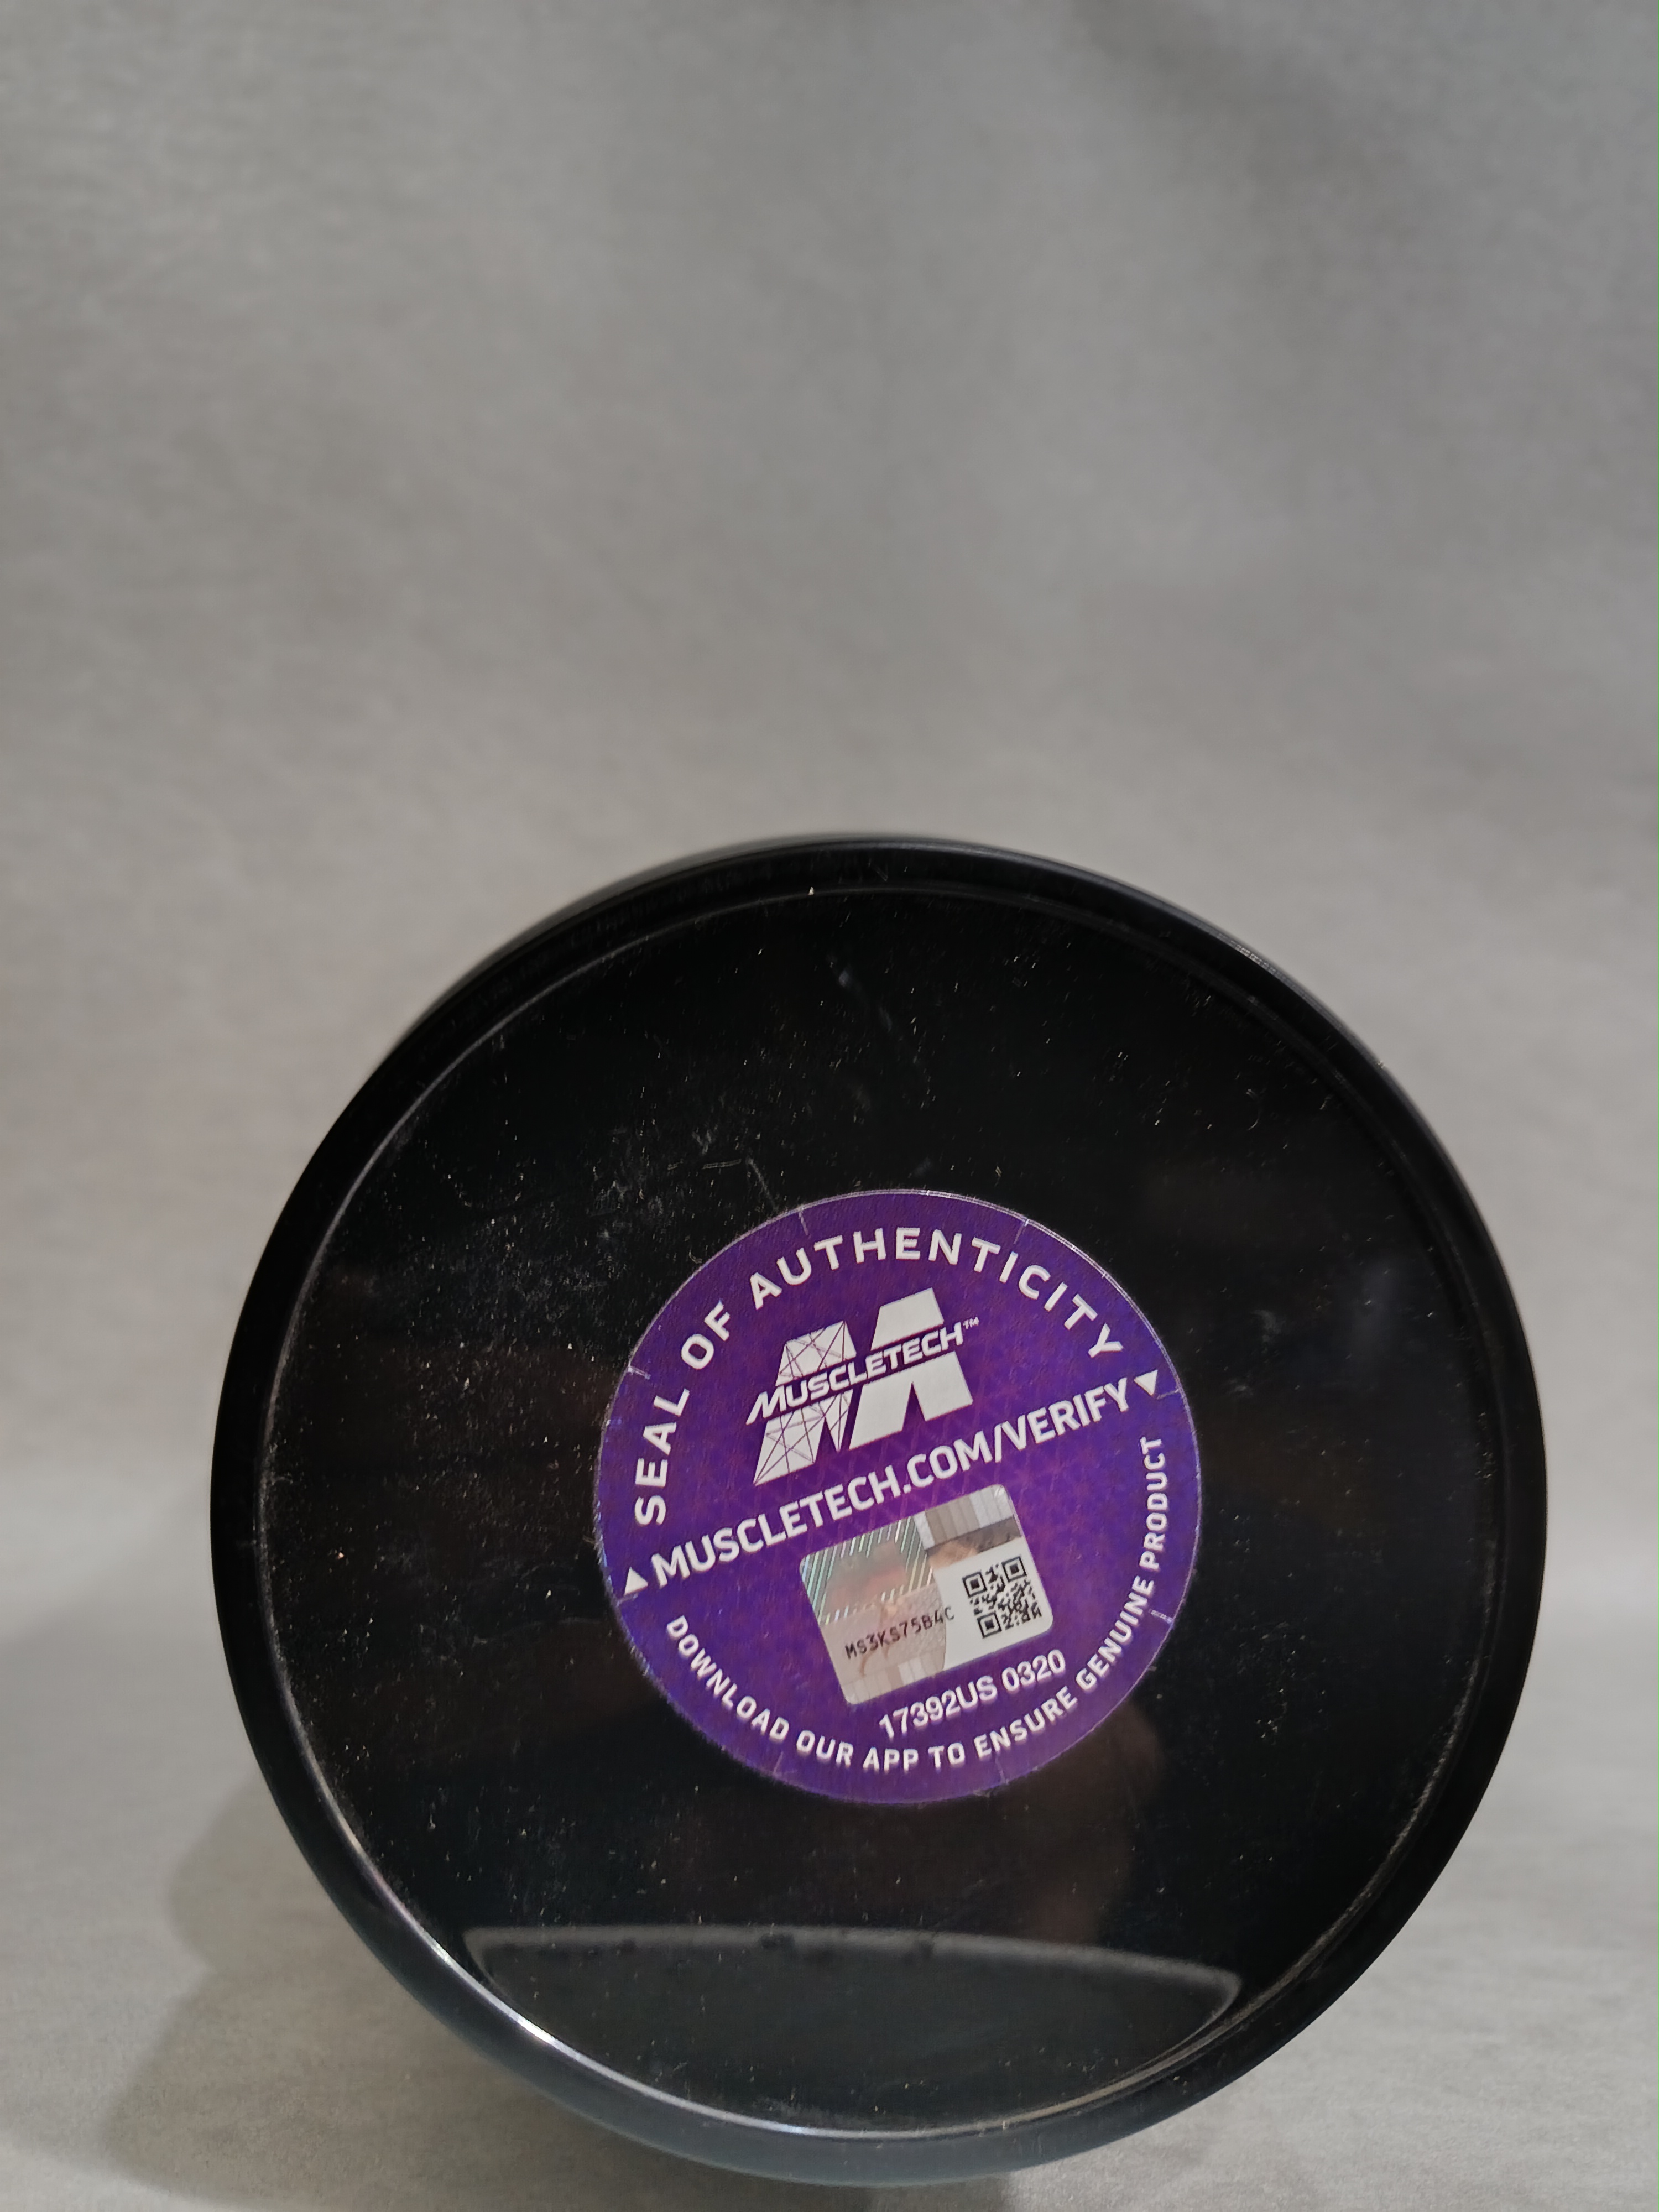 SEAL OF AUTHENTICITY
MUSCLETECH™
▲MUSCLETECH.COM/VERIFY▼
MS3KS75B4C
17392US 0320
DOWNLOAD OUR APP TO ENSURE GENUINE PRODUCT